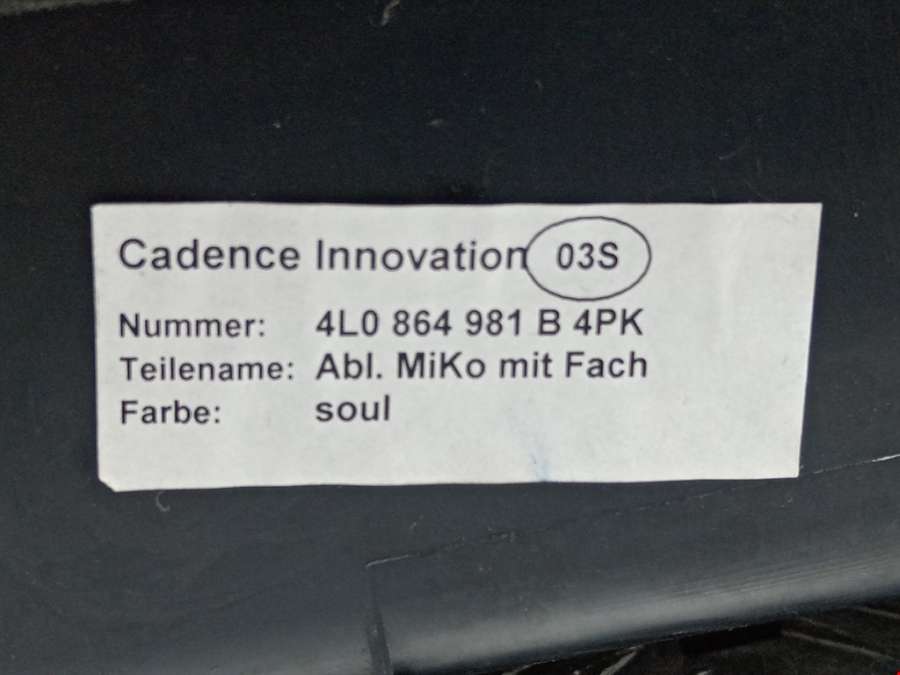 Cadence Innovation 03S
Nummer: 4L0 864 981 B 4PK
Teilename: Abl. MiKo mit Fach
Farbe: soul